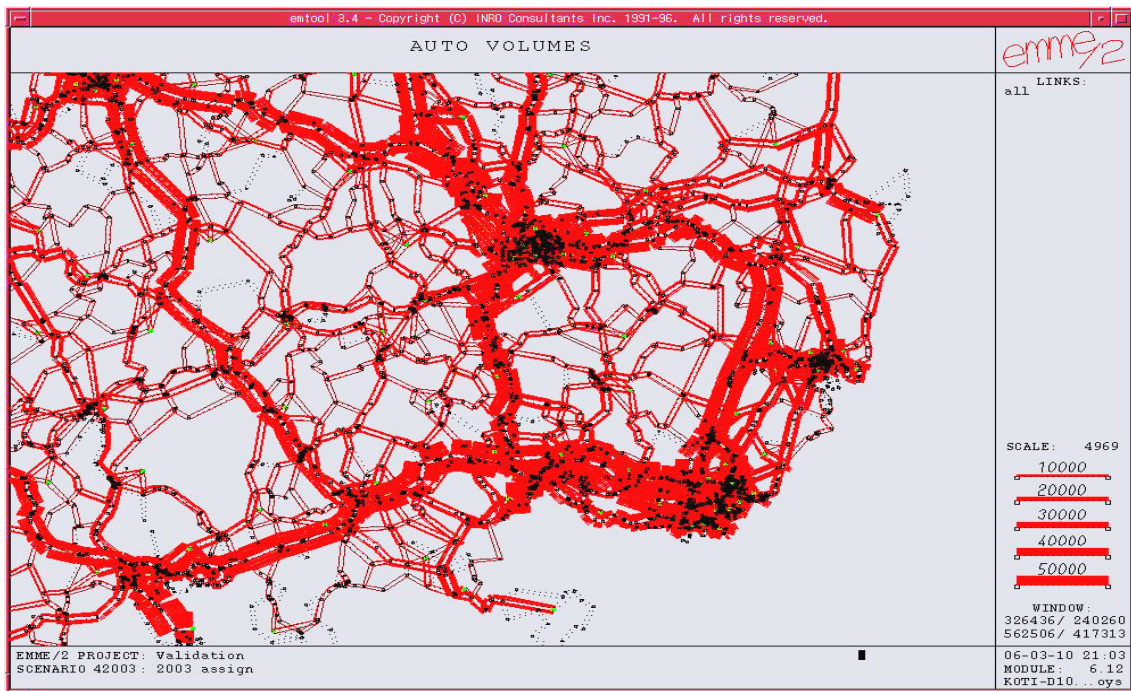 emtool 3.4 - Copyright (C) INRO Consultants Inc. 1991-96. All rights reserved.
AUTO VOLUMES
emme/2
LINKS:
all
SCALE: 4969
10000
20000
30000
40000
50000
WINDOW:
326436/ 240260
562506/ 417313
EMME/2 PROJECT: Validation
SCENARIO 42003: 2003 assign
06-03-10 21:03
MODULE: 6.12
KOTI-D10...oys